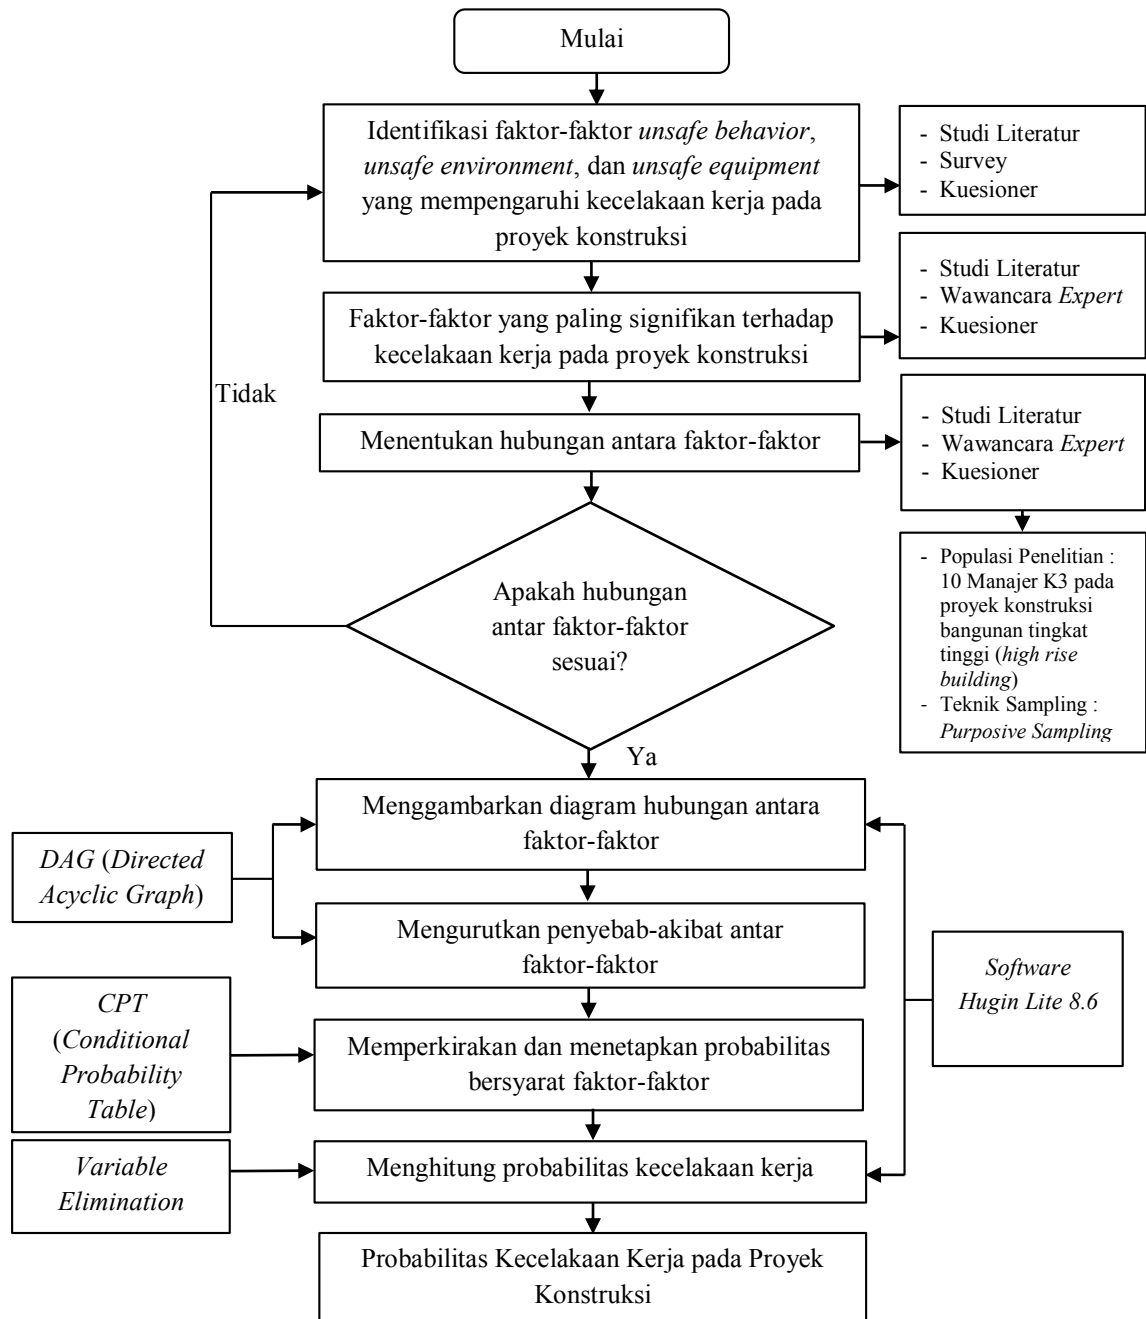 Mulai
Identifikasi faktor-faktor unsafe behavior,
unsafe environment, dan unsafe equipment
yang mempengaruhi kecelakaan kerja pada
proyek konstruksi
- Studi Literatur
- Survey
- Kuesioner
Faktor-faktor yang paling signifikan terhadap
kecelakaan kerja pada proyek konstruksi
- Studi Literatur
- Wawancara Expert
- Kuesioner
Tidak
Menentukan hubungan antara faktor-faktor
- Studi Literatur
- Wawancara Expert
- Kuesioner
- Populasi Penelitian :
10 Manajer K3 pada
proyek konstruksi
bangunan tingkat
tinggi (high rise
building)
- Teknik Sampling :
Purposive Sampling
Apakah hubungan
antar faktor-faktor
sesuai?
Ya
Menggambarkan diagram hubungan antara
faktor-faktor
DAG (Directed
Acyclic Graph)
Mengurutkan penyebab-akibat antar
faktor-faktor
Software
Hugin Lite 8.6
CPT
(Conditional
Probability
Table)
Memperkirakan dan menetapkan probabilitas
bersyarat faktor-faktor
Variable
Elimination
Menghitung probabilitas kecelakaan kerja
Probabilitas Kecelakaan Kerja pada Proyek
Konstruksi